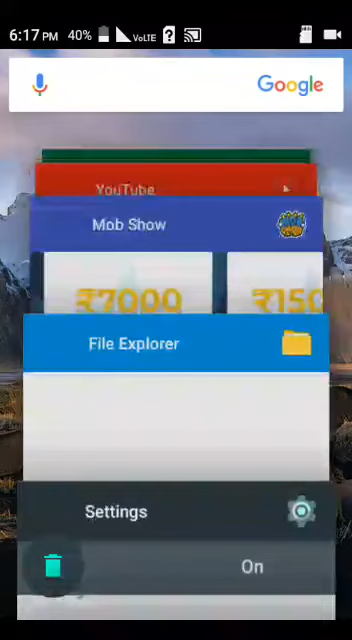 6:17 PM 40% VoLTE ?
Google
YouTube
Mob Show
₹7000 ₹150
File Explorer
Settings
On